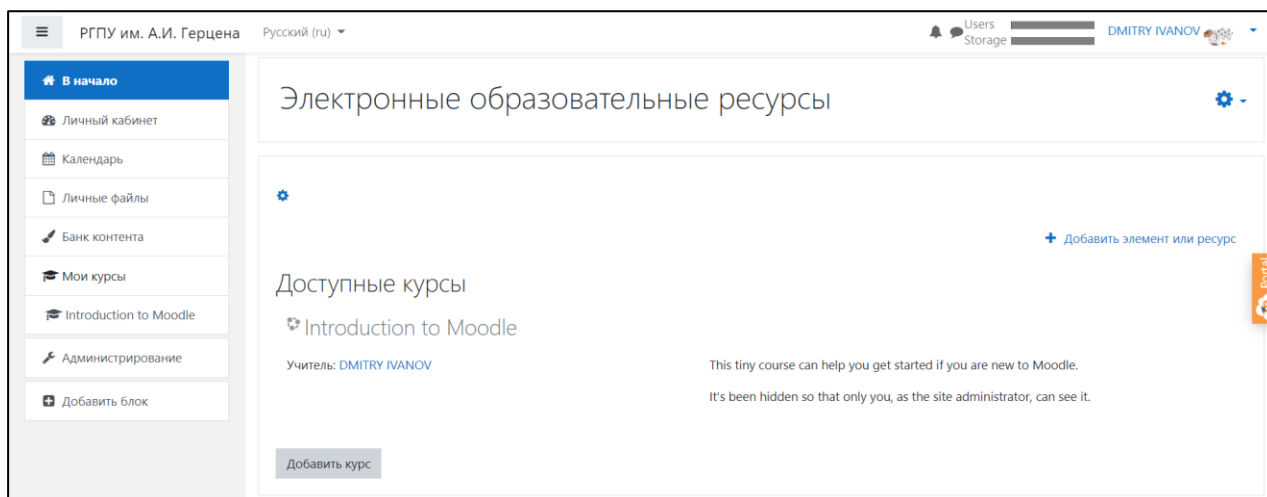 РГПУ им. А.И. Герцена
Русский (ru)
Users
Storage
DMITRY IVANOV
В начало
Личный кабинет
Календарь
Личные файлы
Банк контента
Мои курсы
Introduction to Moodle
Администрирование
Добавить блок
Электронные образовательные ресурсы
Добавить элемент или ресурс
Доступные курсы
Introduction to Moodle
Учитель: DMITRY IVANOV
This tiny course can help you get started if you are new to Moodle.
It's been hidden so that only you, as the site administrator, can see it.
Добавить курс
Portal